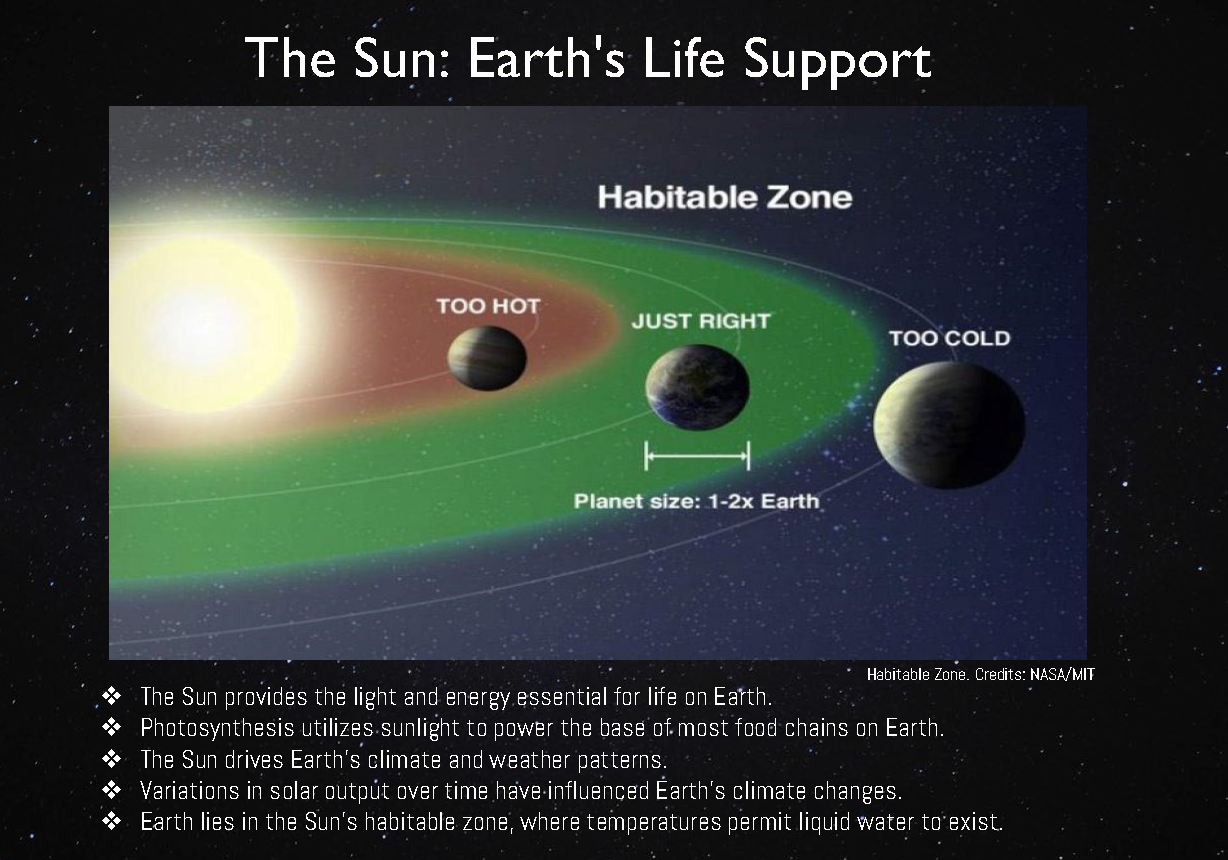 The Sun: Earth's Life Support
Habitable Zone
TOO HOT
JUST RIGHT
TOO COLD
Planet size: 1-2x Earth
Habitable Zone. Credits: NASA/MIT
❖ The Sun provides the light and energy essential for life on Earth.
❖ Photosynthesis utilizes sunlight to power the base of most food chains on Earth.
❖ The Sun drives Earth's climate and weather patterns.
❖ Variations in solar output over time have influenced Earth's climate changes.
❖ Earth lies in the Sun's habitable zone, where temperatures permit liquid water to exist.